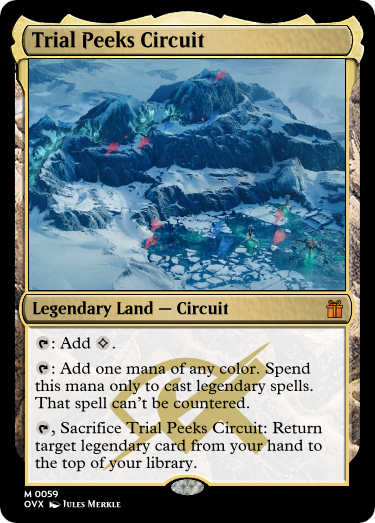 Trial Peeks Circuit
Legendary Land — Circuit
: Add .
: Add one mana of any color. Spend
this mana only to cast legendary spells.
That spell can't be countered.
, Sacrifice Trial Peeks Circuit: Return
target legendary card from your hand to
the top of your library.
M 0059
OVX Jules Merkle